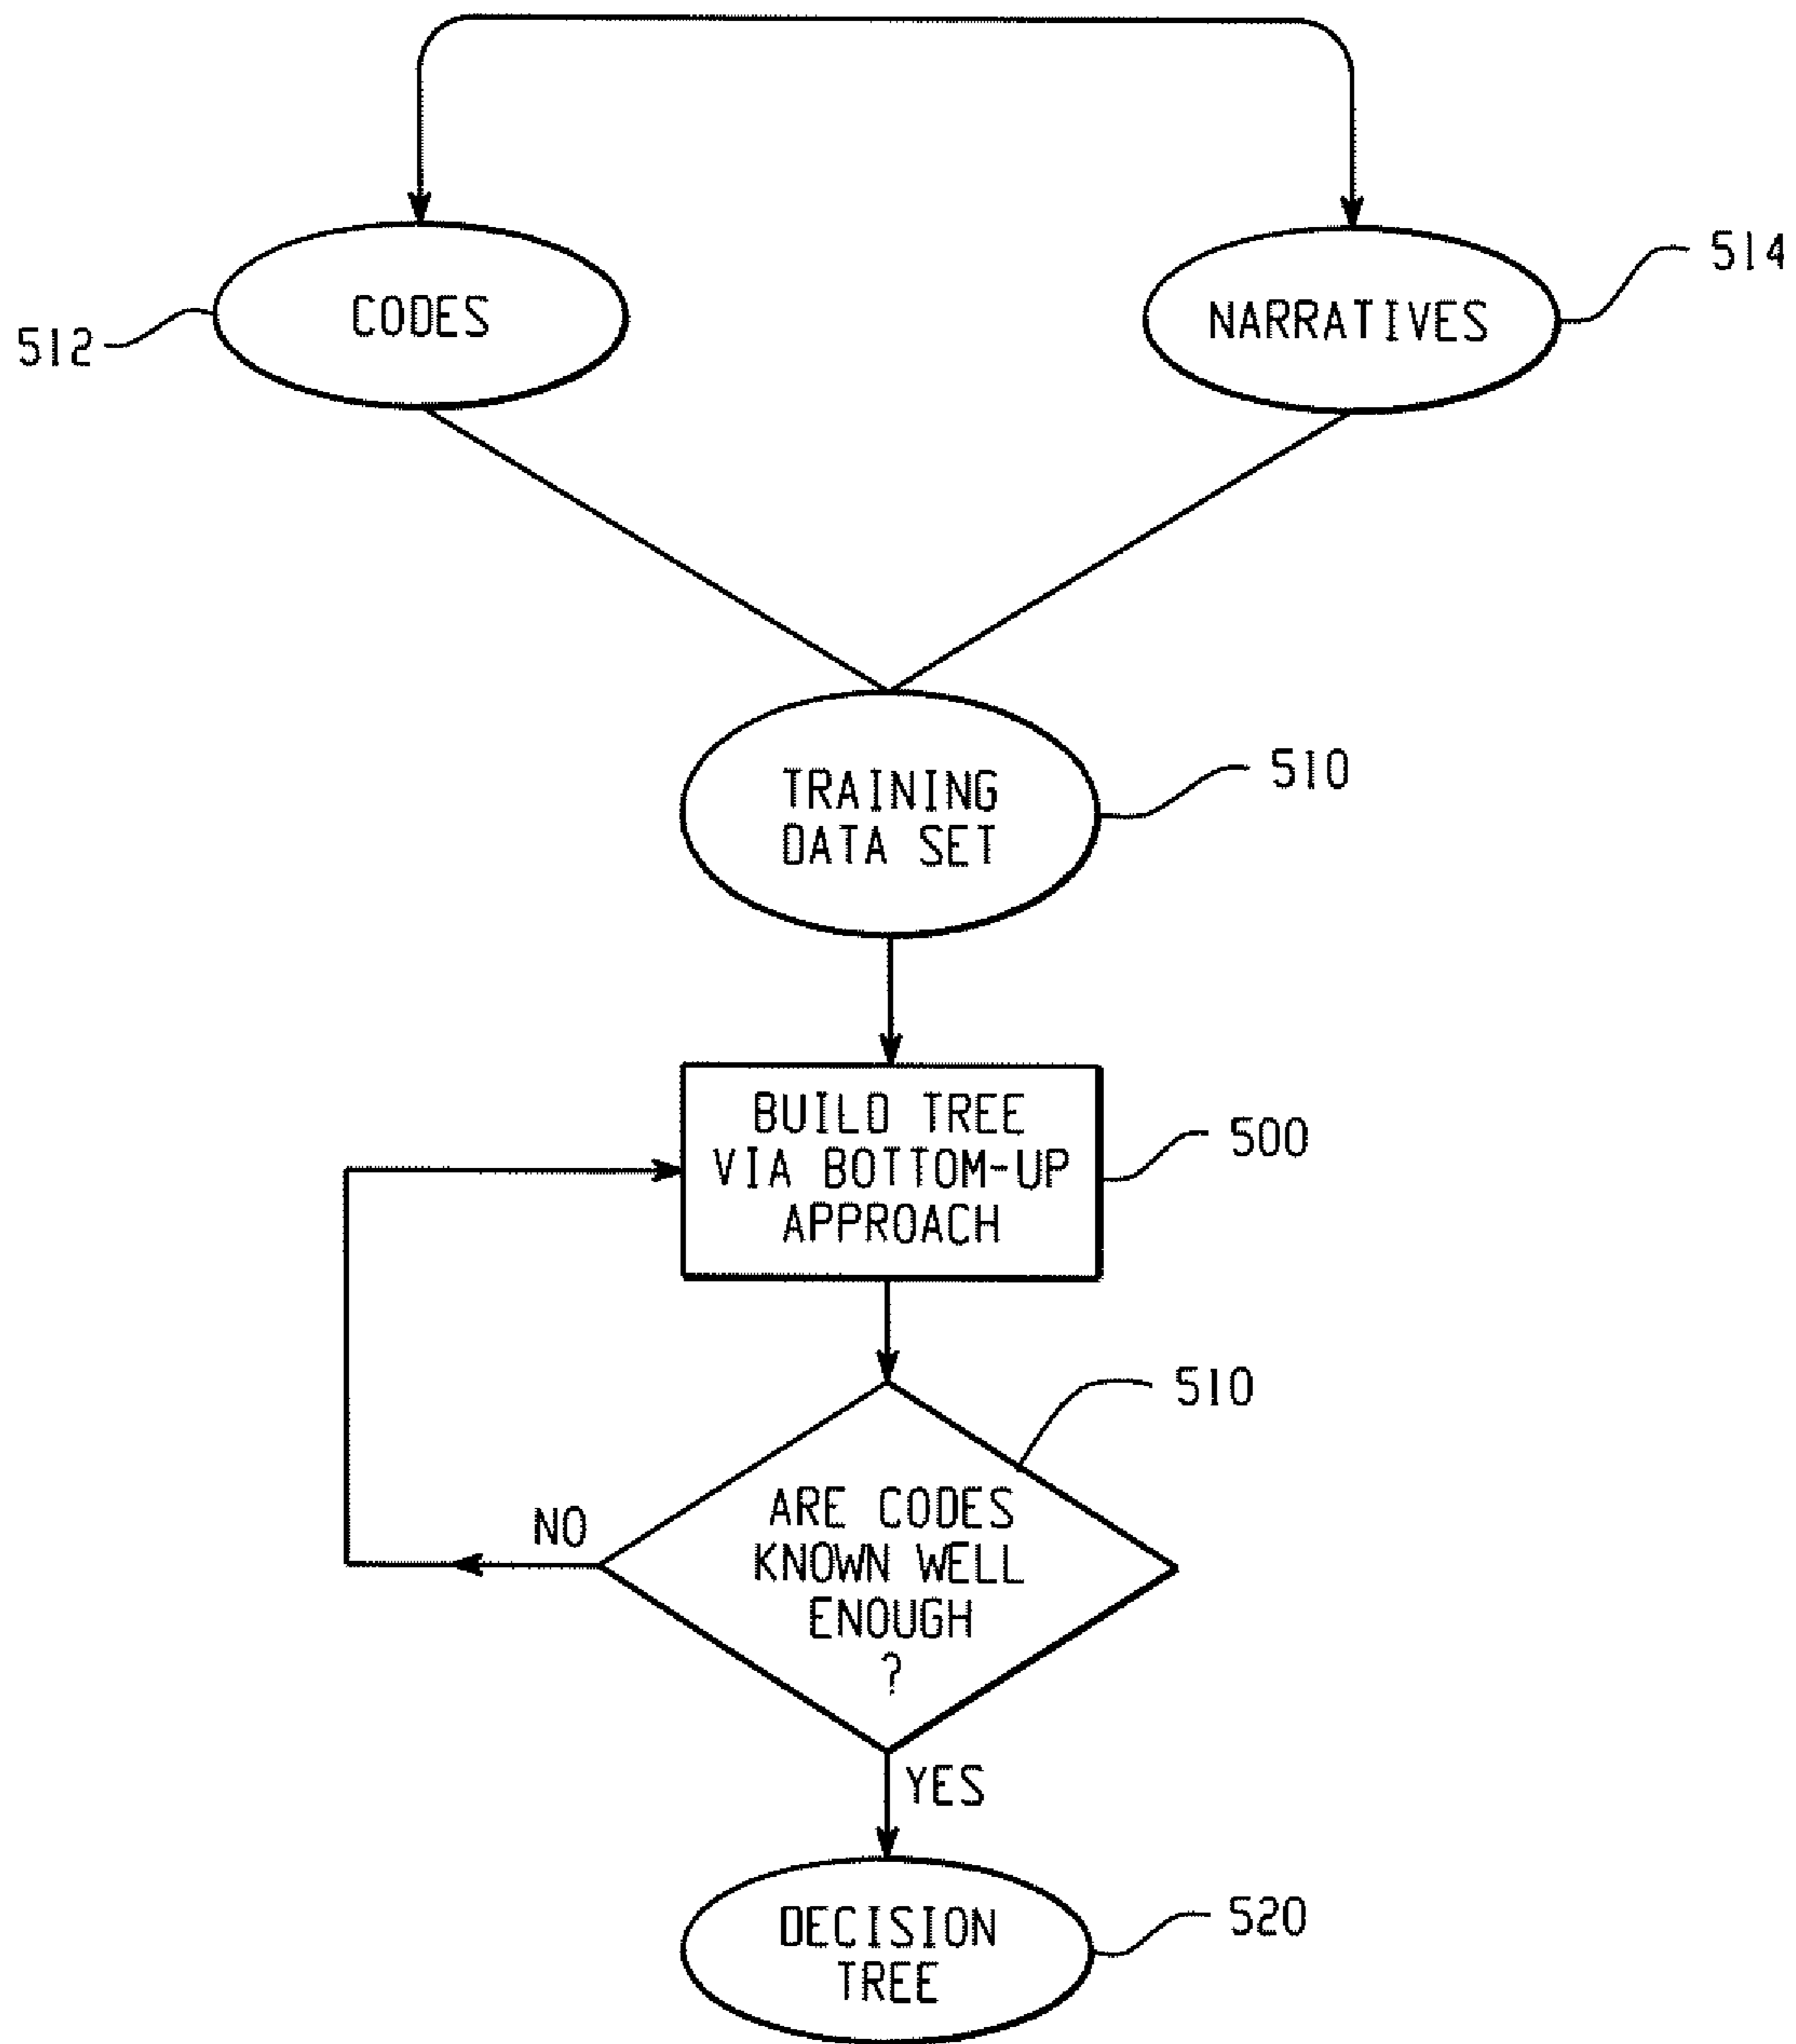 CODES
512
NARRATIVES
514
TRAINING
DATA SET
510
BUILD TREE
VIA BOTTOM-UP
APPROACH
500
510
ARE CODES
KNOWN WELL
ENOUGH
?
NO
YES
DECISION
TREE
520